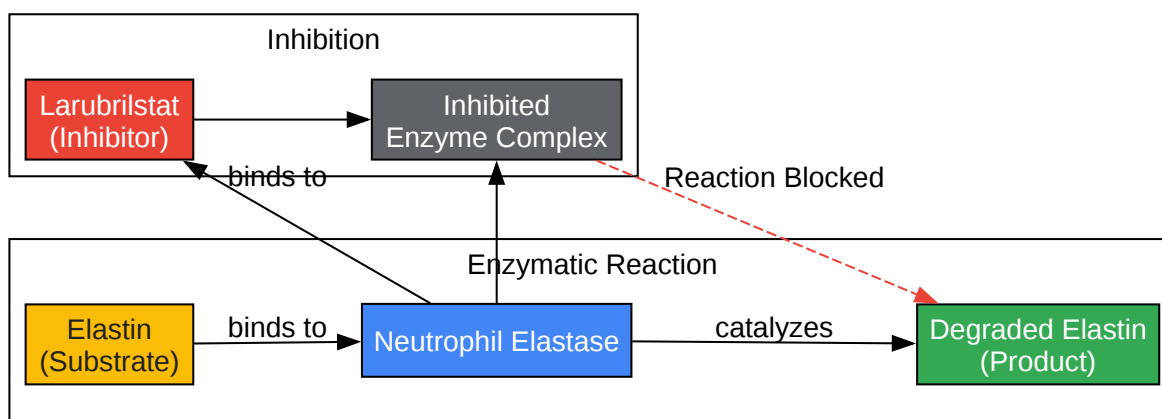 Inhibition
Larubrilstat
(Inhibitor)
Inhibited
Enzyme Complex
binds to
Reaction Blocked
Enzymatic Reaction
Elastin
(Substrate)
binds to
Neutrophil Elastase
catalyzes
Degraded Elastin
(Product)